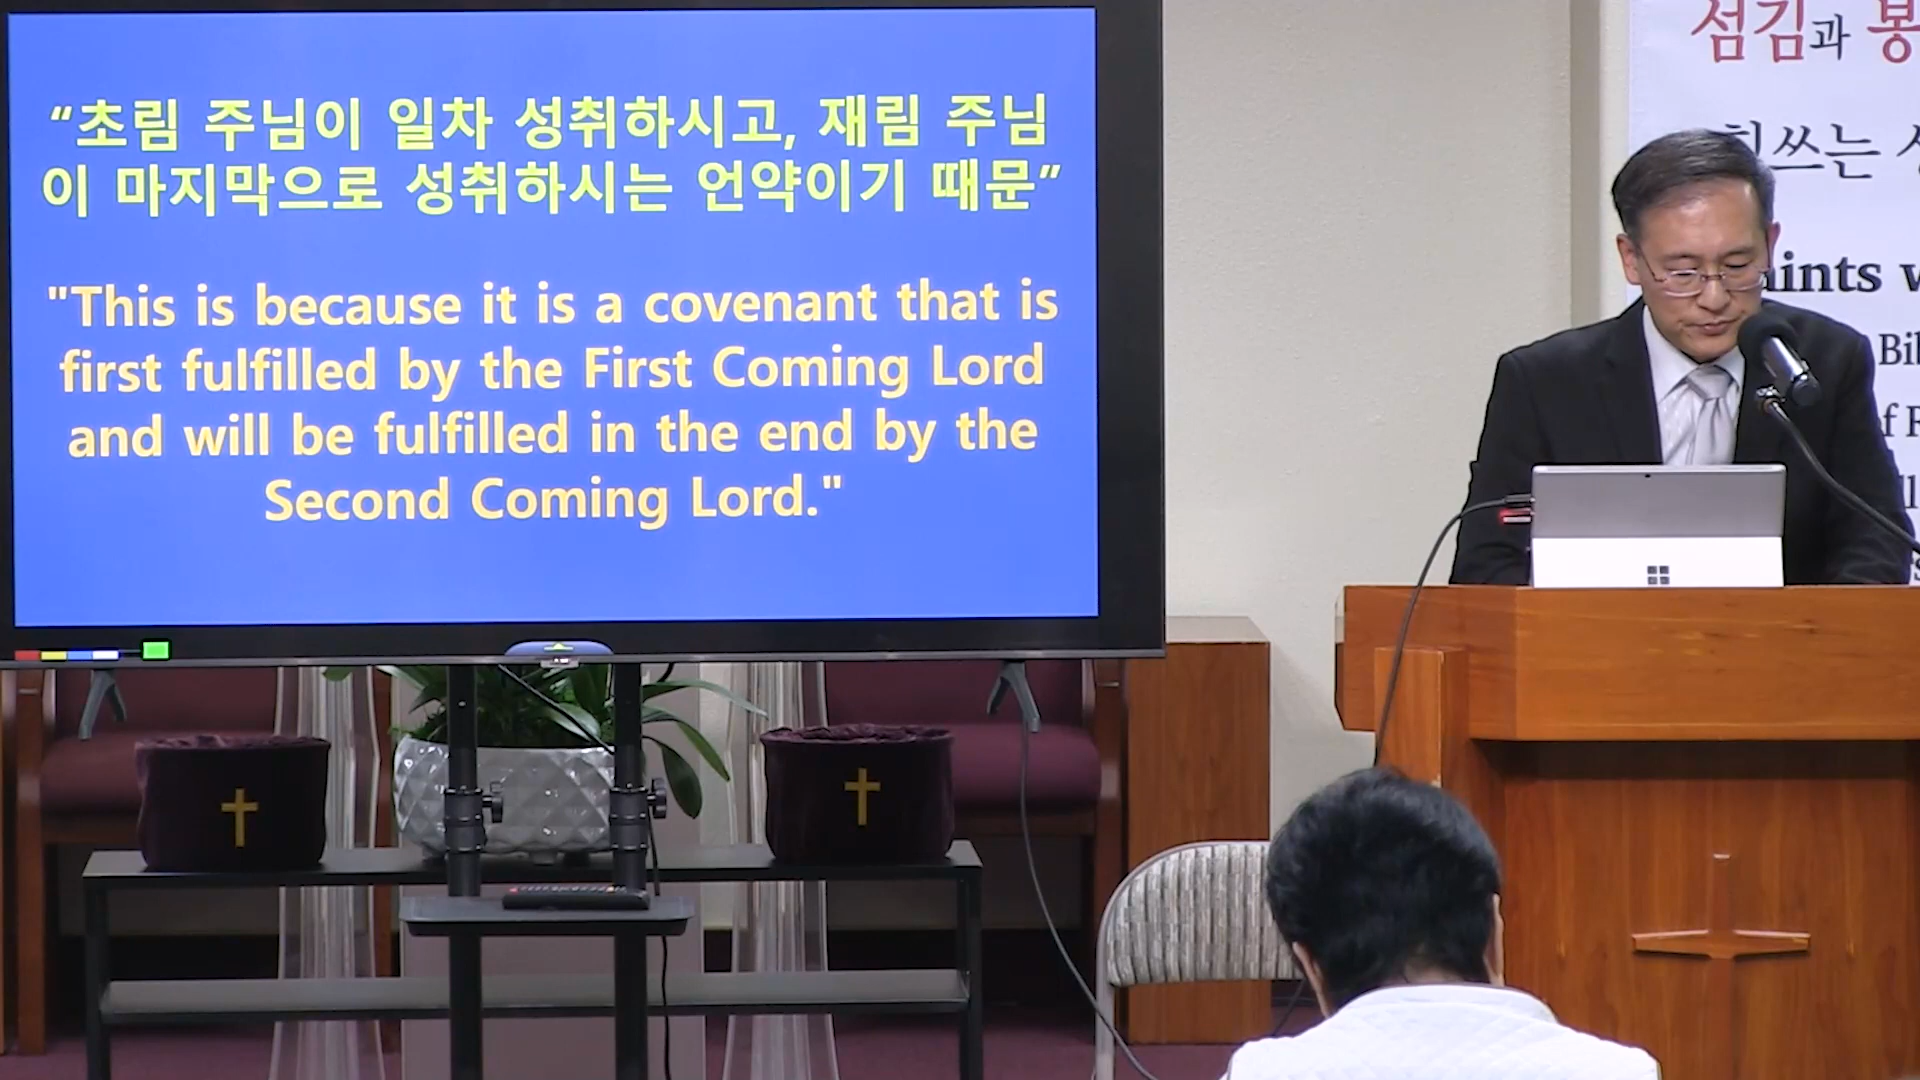 “초림 주님이 일차 성취하시고, 재림 주님
이 마지막으로 성취하시는 언약이기 때문”
"This is because it is a covenant that is
first fulfilled by the First Coming Lord
and will be fulfilled in the end by the
Second Coming Lord."
섬김과 봉
쓰는